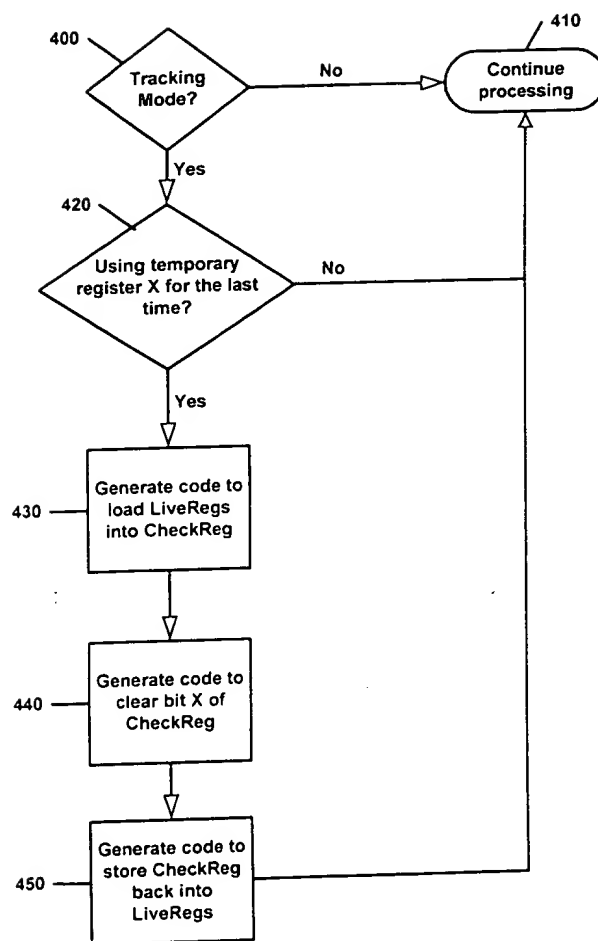 400
Tracking
Mode?
No
410
Continue
processing
Yes
420
Using temporary
register X for the last
time?
No
Yes
430
Generate code to
load LiveRegs
into CheckReg
440
Generate code to
clear bit X of
CheckReg
450
Generate code to
store CheckReg
back into
LiveRegs